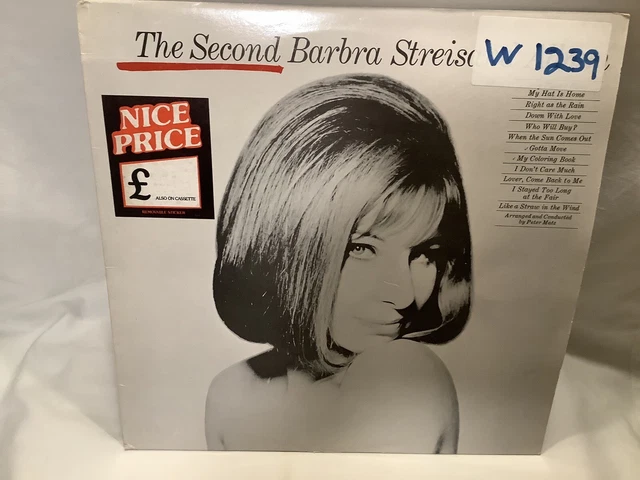 The Second Barbra Streis
W 1239
NICE
PRICE
£
ALSO ON CASSETTE
REMOVABLE STICKER
My Hat Is Home
Right as the Rain
Down With Love
Who Will Buy?
When the Sun Comes Out
Gotta Move
My Coloring Book
I Don't Care Much
Lover, Come Back to Me
I Stayed Too Long
at the Fair
Like a Straw in the Wind
Arranged and Conducted
by Peter Matz